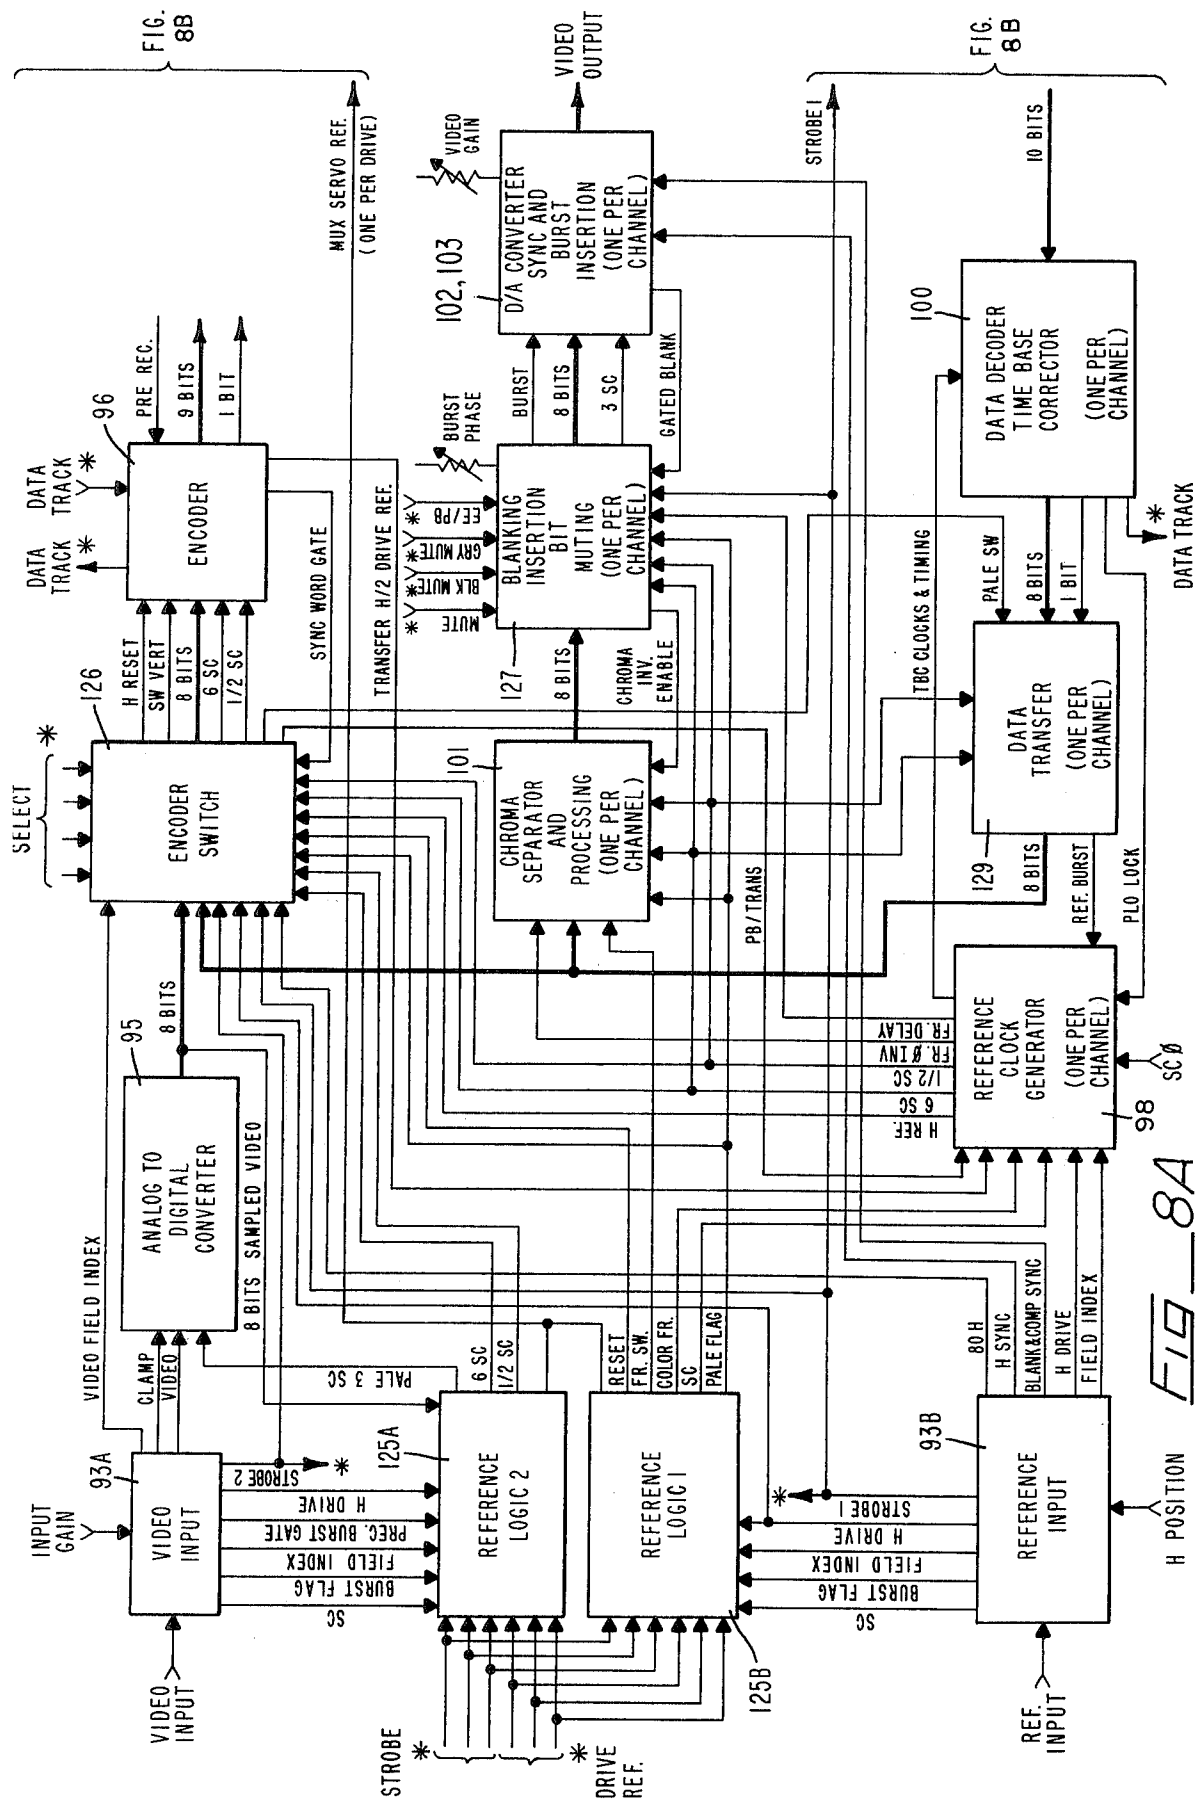 FIG.
8B
MUX SERVO REF.
(ONE PER DRIVE)
VIDEO
OUTPUT
STROBE 1
FIG.
8B
10 BITS
VIDEO
GAIN
D/A CONVERTER
SYNC AND
BURST
INSERTION
(ONE PER
CHANNEL)
102,103
BURST
8 BITS
3 SC
GATED BLANK
BURST
PHASE
PRE REC.
9 BITS
1 BIT
96
DATA
TRACK *
DATA
TRACK *
ENCODER
SYNC WORD GATE
TRANSFER H/2 DRIVE REF.
H RESET
SW VERT
8 BITS
6 SC
1/2 SC
126
SELECT *
ENCODER
SWITCH
* EE/PB
* GRY MUTE
* BLK MUTE
* MUTE
BLANKING
INSERTION
BIT
MUTING
(ONE PER
CHANNEL)
127
8 BITS
CHROMA
INV.
ENABLE
101
CHROMA
SEPARATOR
AND
PROCESSING
(ONE PER
CHANNEL)
PB/TRANS
100
DATA DECODER
TIME BASE
CORRECTOR
(ONE PER
CHANNEL)
DATA TRACK *
TBC CLOCKS & TIMING
PALE SW
8 BITS
1 BIT
DATA
TRANSFER
(ONE PER
CHANNEL)
129
8 BITS
REF. BURST
PLO LOCK
REFERENCE
CLOCK
GENERATOR
(ONE PER
CHANNEL)
98
SC Ø
FR. DELAY
FR. Ø INV
1/2 SC
6 SC
H REF.
8 BITS
95
ANALOG TO
DIGITAL
CONVERTER
8 BITS SAMPLED VIDEO
VIDEO FIELD INDEX
CLAMP
VIDEO
PALE 3 SC
INPUT
GAIN
93A
VIDEO
INPUT
VIDEO
INPUT
STROBE 2
*
H DRIVE
PREC. BURST GATE
FIELD INDEX
BURST FLAG
SC
125A
REFERENCE
LOGIC 2
6 SC
1/2 SC
RESET
FR. SW.
COLOR FR.
SC
PALE FLAG
REFERENCE
LOGIC 1
125B
STROBE *
* DRIVE
REF.
*
STROBE 1
H DRIVE
FIELD INDEX
BURST FLAG
SC
93B
REFERENCE
INPUT
REF.
INPUT
H POSITION
80 H
H SYNC
BLANK & COMP SYNC
H DRIVE
FIELD INDEX
FIG_8A